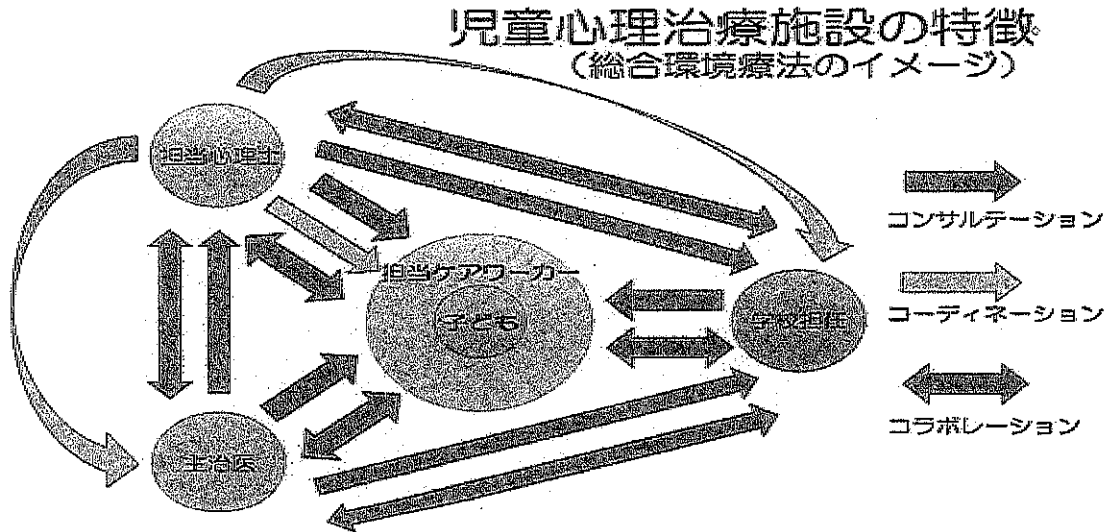 児童心理治療施設の特徴
(総合環境療法のイメージ)
担当心理士
コンサルテーション
担当ケアワーカー
子ども
学校担任
コーディネーション
コラボレーション
主治医